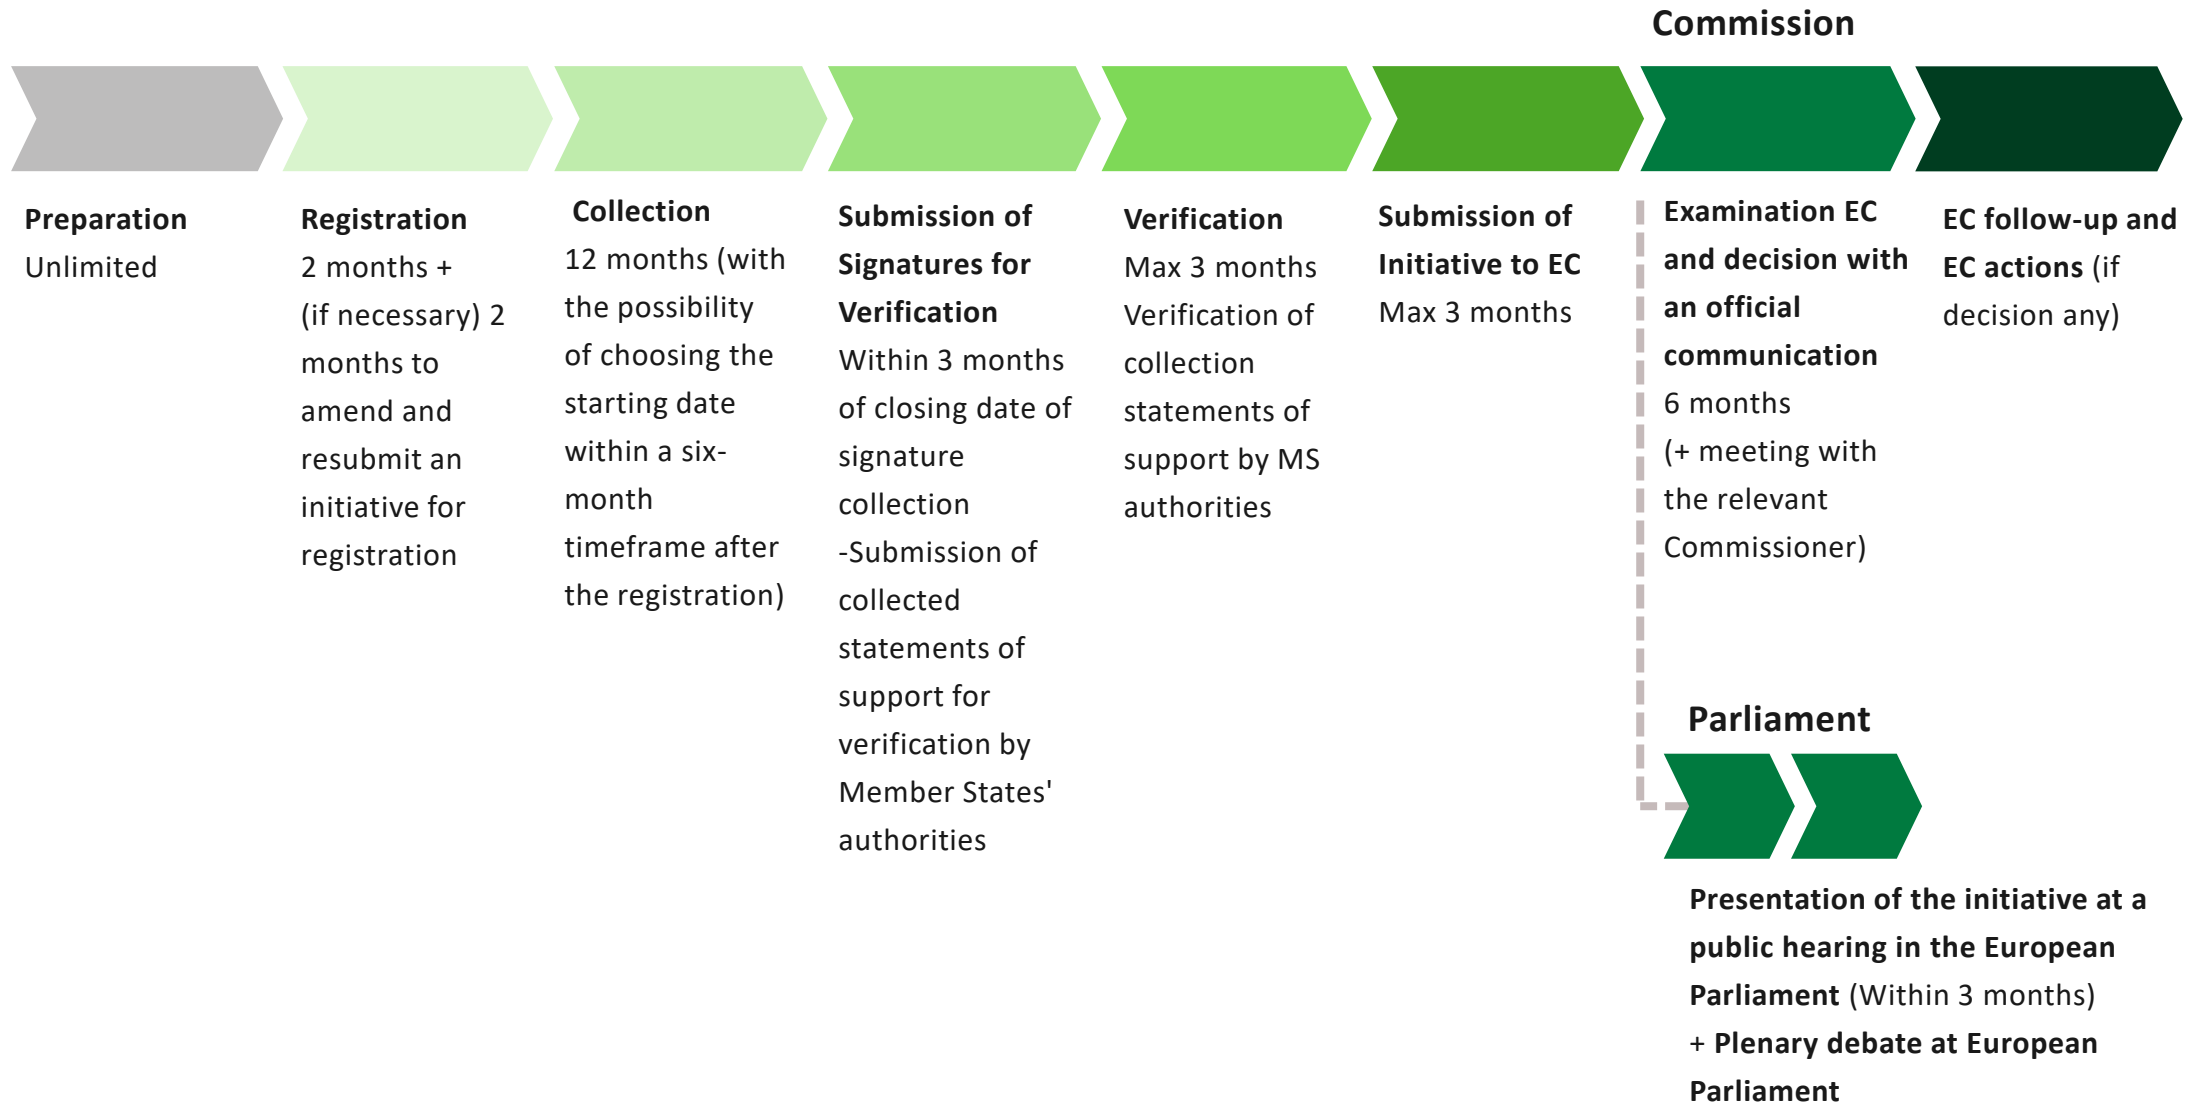 Commission
Preparation
Unlimited
Registration
2 months +
(if necessary) 2
months to
amend and
resubmit an
initiative for
registration
Collection
12 months (with
the possibility
of choosing the
starting date
within a six-
month
timeframe after
the registration)
Submission of
Signatures for
Verification
Within 3 months
of closing date of
signature
collection
-Submission of
collected
statements of
support for
verification by
Member States'
authorities
Verification
Max 3 months
Verification of
collection
statements of
support by MS
authorities
Submission of
Initiative to EC
Max 3 months
Examination EC
and decision with
an official
communication
6 months
(+ meeting with
the relevant
Commissioner)
EC follow-up and
EC actions (if
decision any)
Parliament
Presentation of the initiative at a
public hearing in the European
Parliament (Within 3 months)
+ Plenary debate at European
Parliament